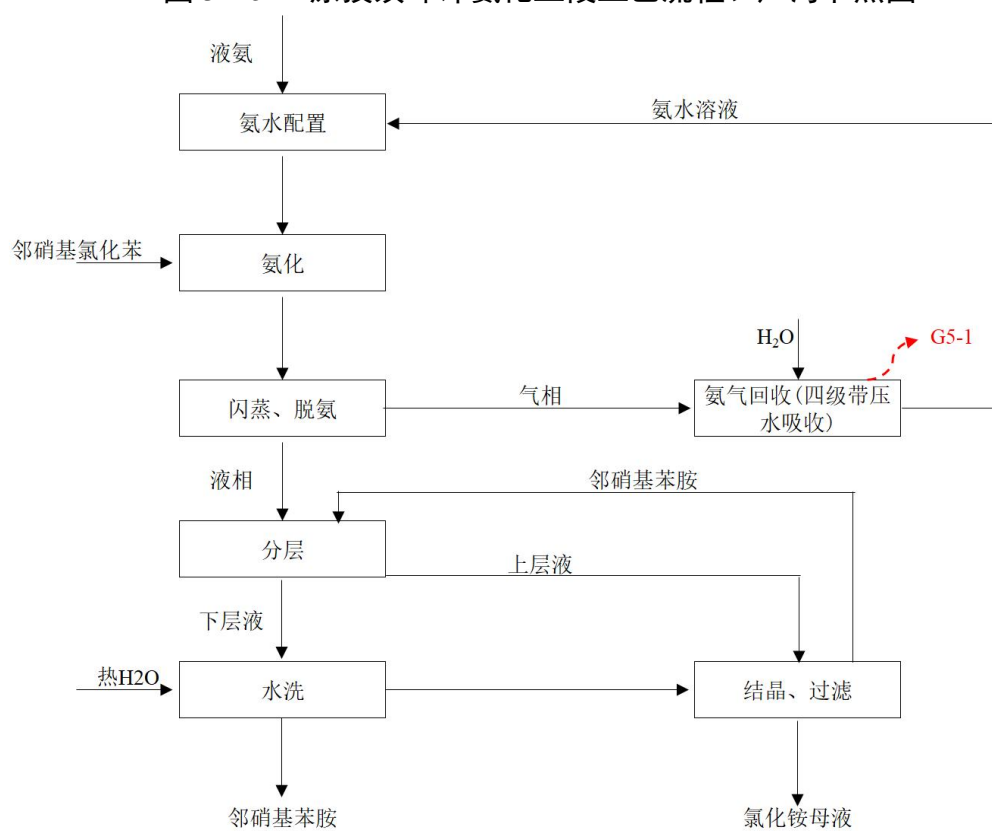 液氨
氨水配置
氨水溶液
邻硝基氯化苯
氨化
H₂O
G5-1
闪蒸、脱氨
气相
氨气回收(四级带压
水吸收)
液相
邻硝基苯胺
分层
上层液
下层液
热H2O
水洗
结晶、过滤
邻硝基苯胺
氯化铵母液